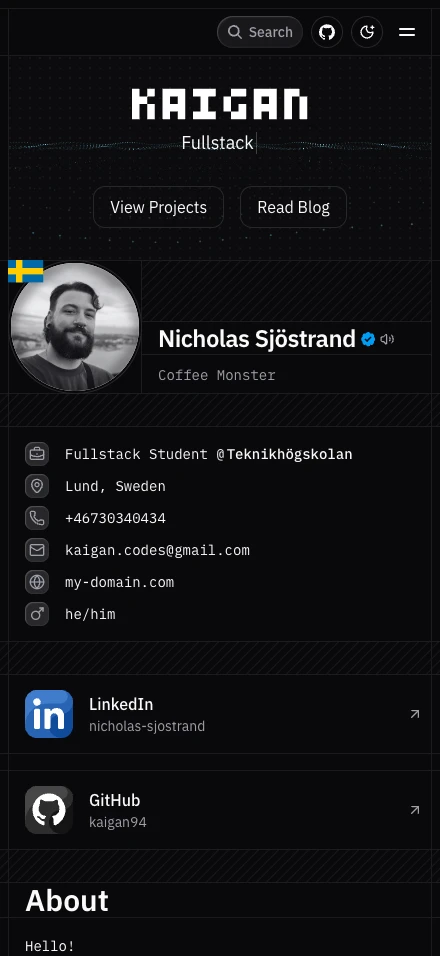 Search
KAIGAN
Fullstack
View Projects
Read Blog
Nicholas Sjöstrand
Coffee Monster
Fullstack Student @Teknikhögskolan
Lund, Sweden
+46730340434
kaigan.codes@gmail.com
my-domain.com
he/him
in
LinkedIn
nicholas-sjostrand
GitHub
kaigan94
About
Hello!